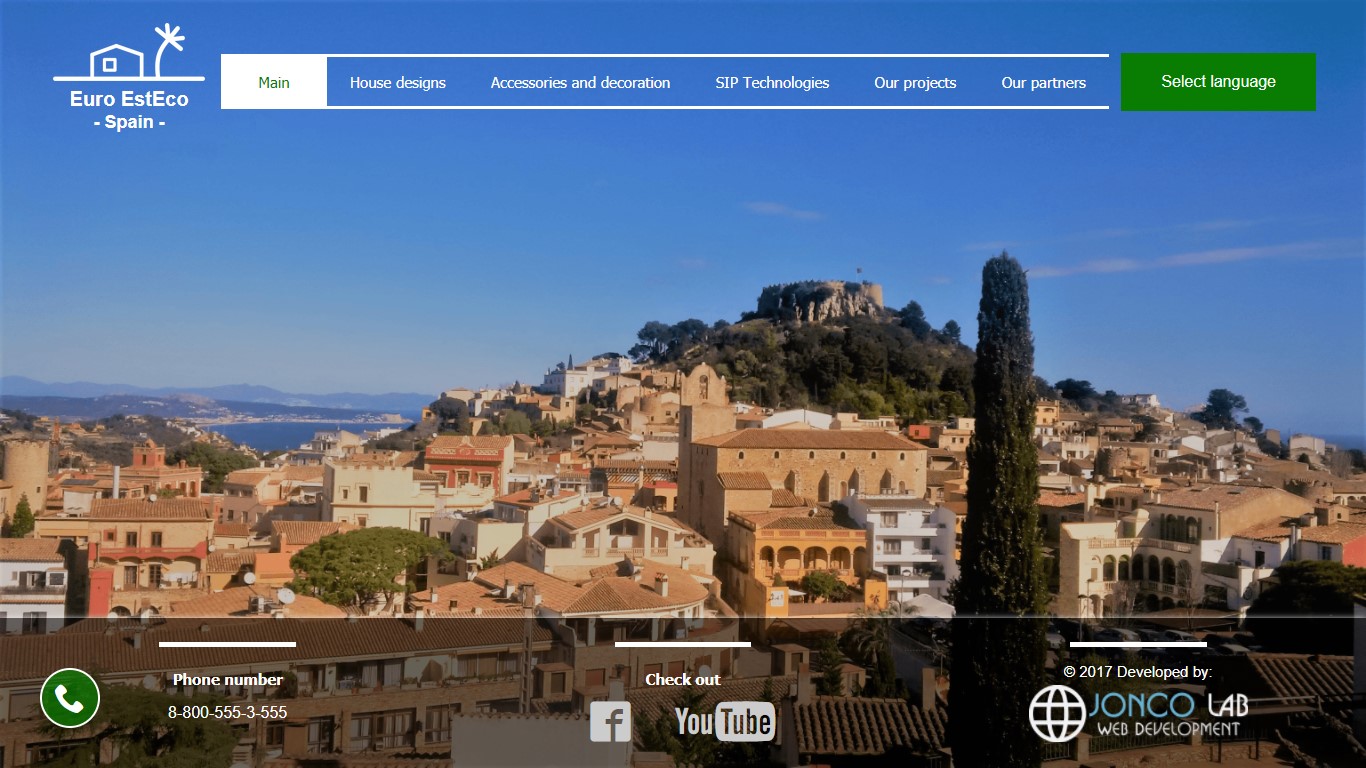 Euro EstEco
- Spain -
Main
House designs
Accessories and decoration
SIP Technologies
Our projects
Our partners
Select language
Phone number
8-800-555-3-555
Check out
f
YouTube
© 2017 Developed by:
JONCO LAB
WEB DEVELOPMENT